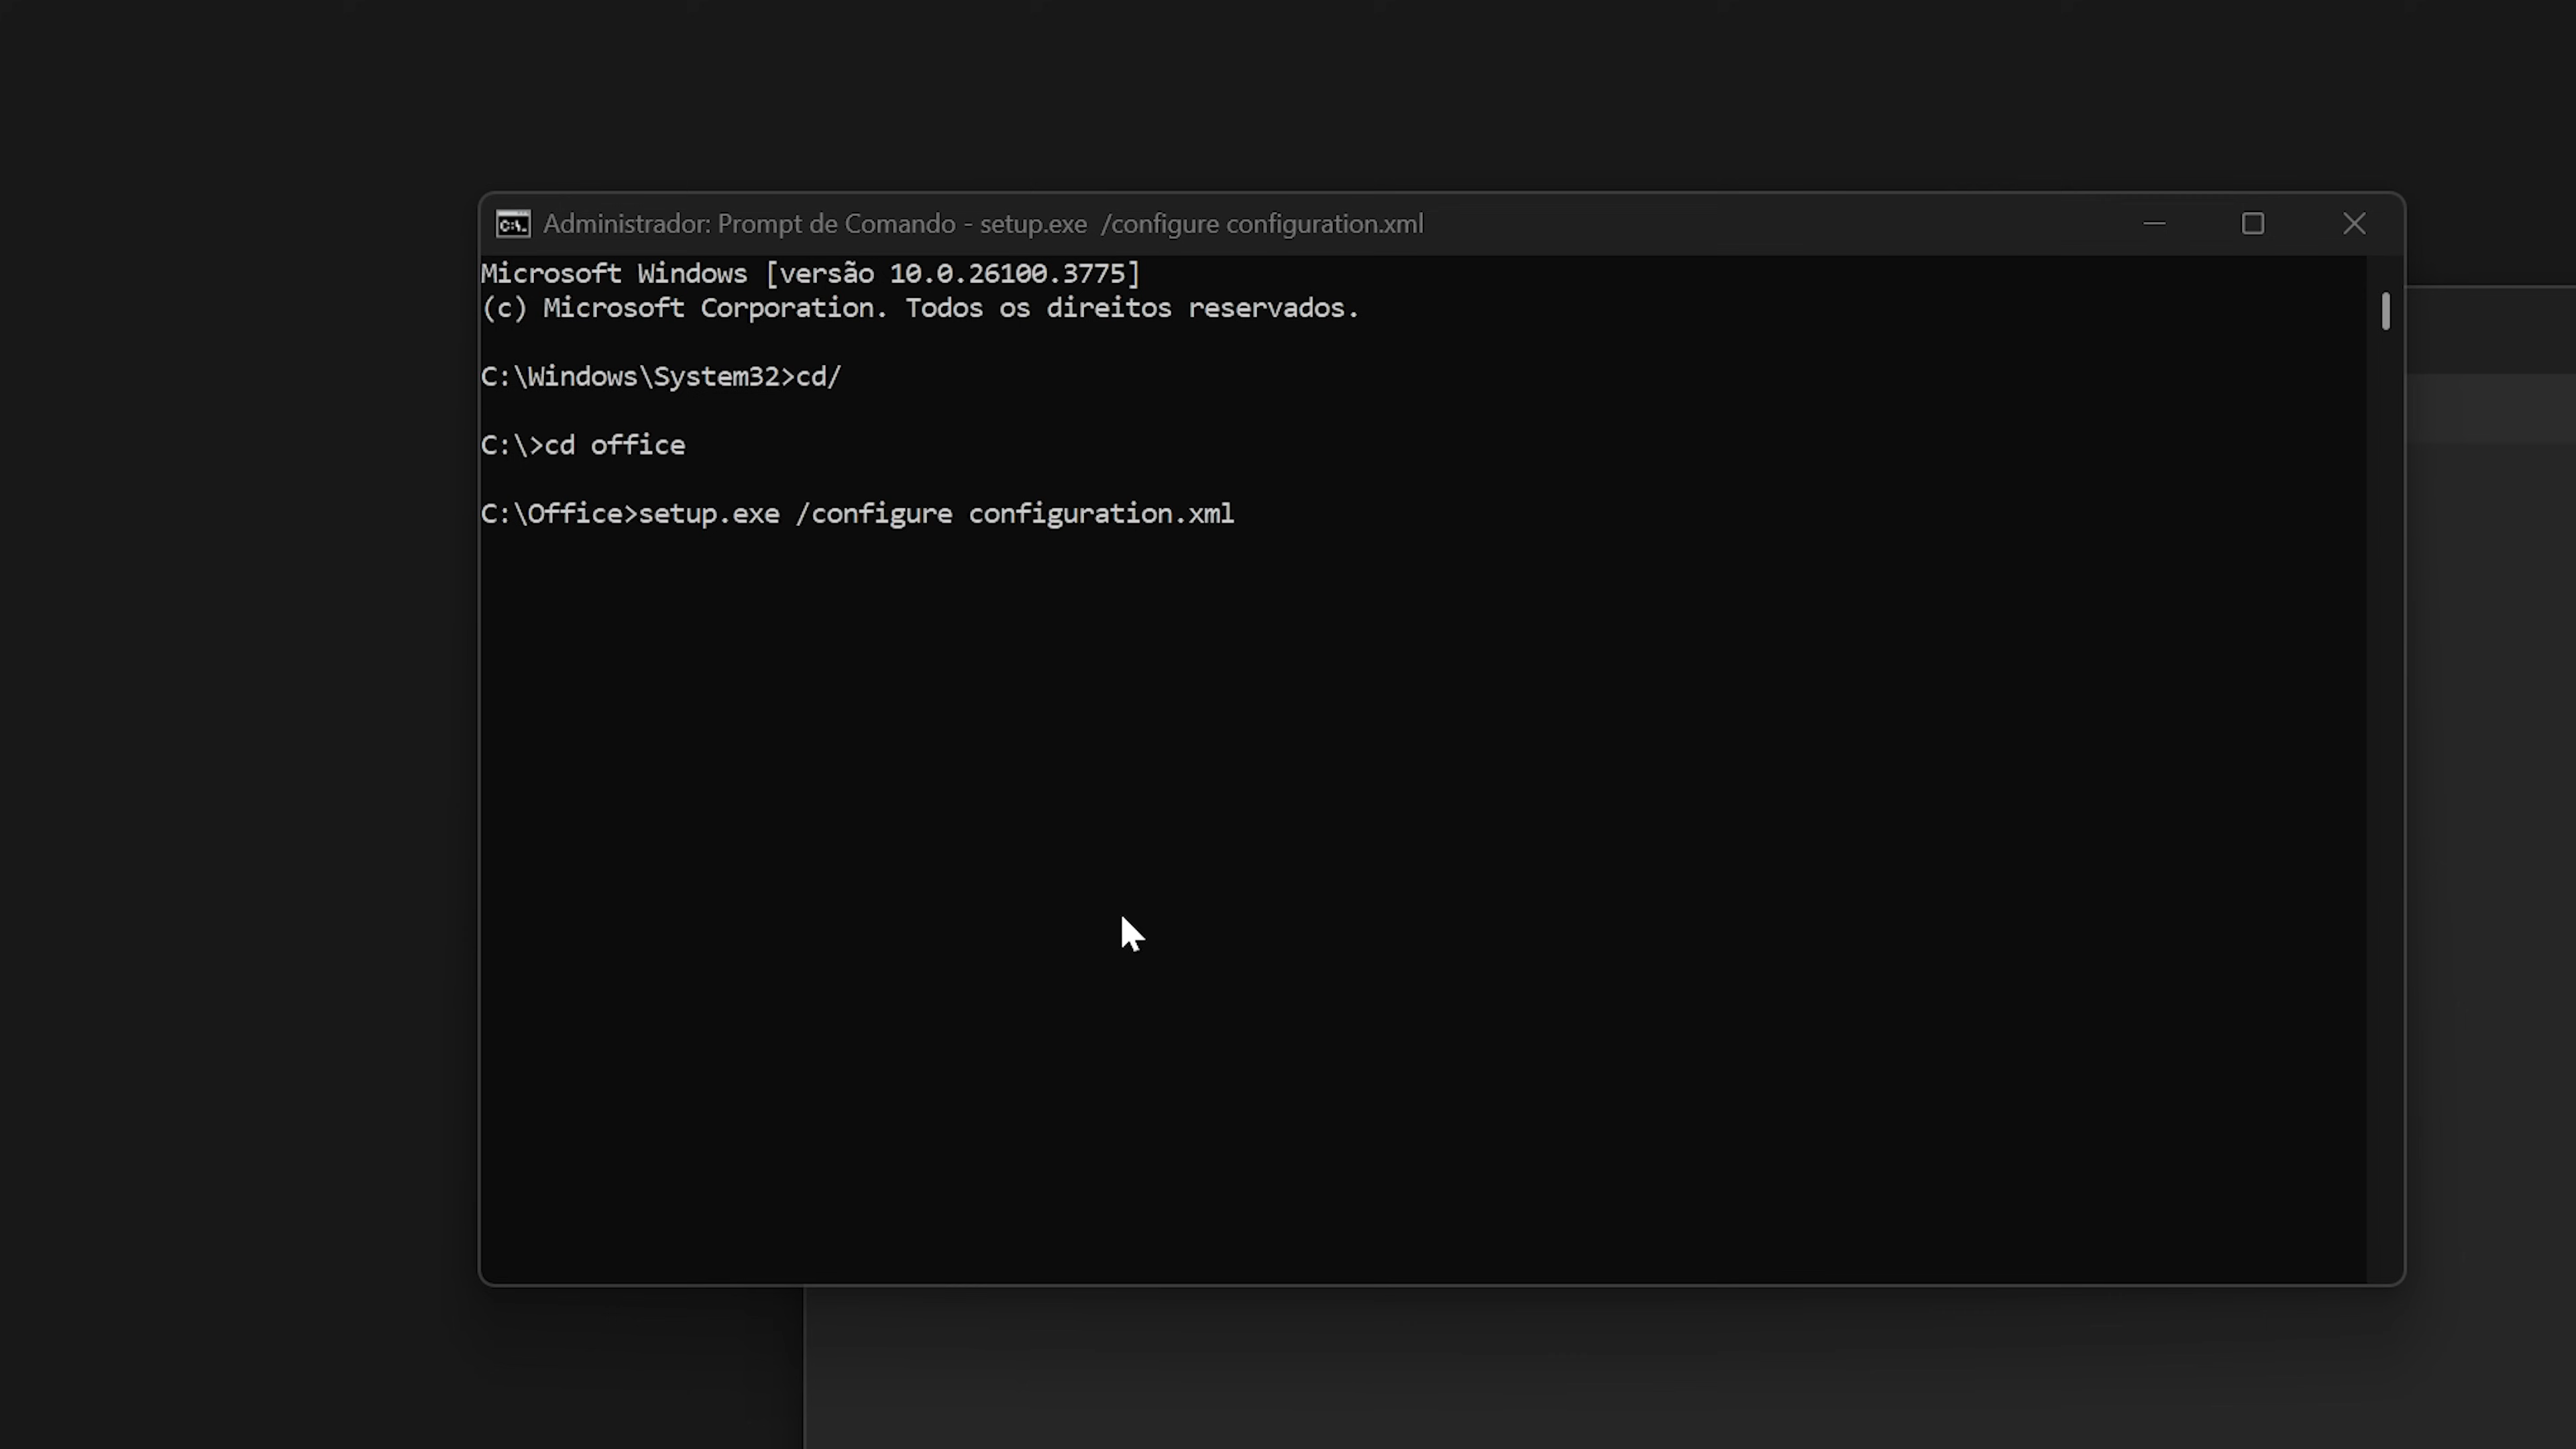 Administrador: Prompt de Comando - setup.exe  /configure configuration.xml
Microsoft Windows [versão 10.0.26100.3775]
(c) Microsoft Corporation. Todos os direitos reservados.
C:\Windows\System32>cd/
C:\>cd office
C:\Office>setup.exe /configure configuration.xml